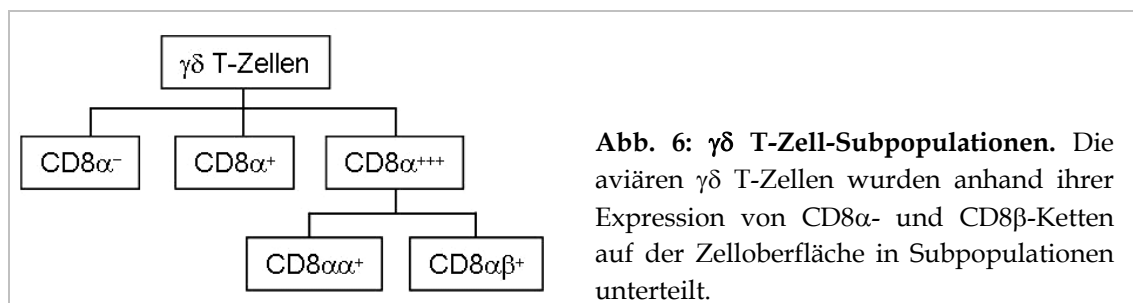 γδ T-Zellen
CD8α⁻
CD8α⁺
CD8α⁺⁺⁺
CD8αα⁺
CD8αβ⁺
Abb. 6: γδ T-Zell-Subpopulationen. Die
aviären γδ T-Zellen wurden anhand ihrer
Expression von CD8α- und CD8β-Ketten
auf der Zelloberfläche in Subpopulationen
unterteilt.